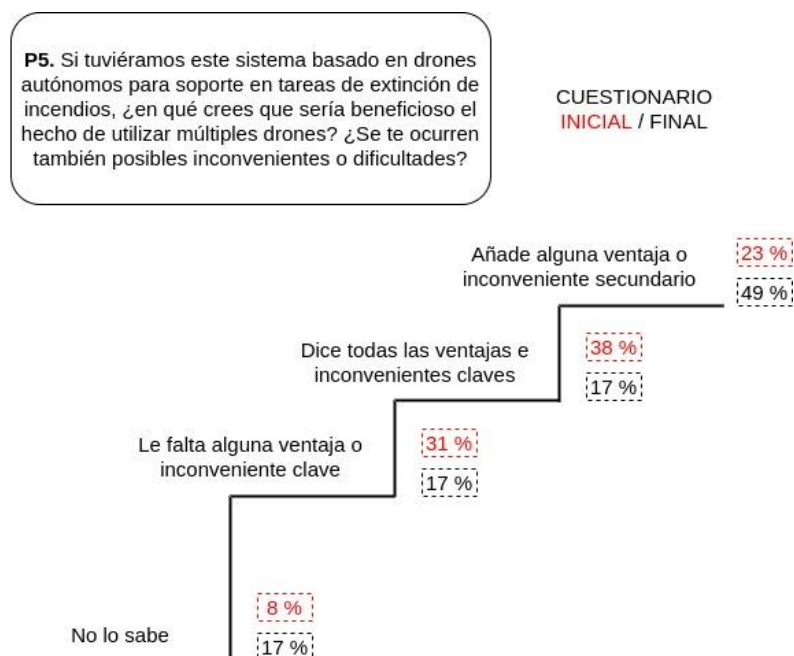 P5. Si tuviéramos este sistema basado en drones
autónomos para soporte en tareas de extinción de
incendios, ¿en qué crees que sería beneficioso el
hecho de utilizar múltiples drones? ¿Se te ocurren
también posibles inconvenientes o dificultades?
CUESTIONARIO
INICIAL / FINAL
Añade alguna ventaja o
inconveniente secundario
23 %
49 %
Dice todas las ventajas e
inconvenientes claves
38 %
17 %
Le falta alguna ventaja o
inconveniente clave
31 %
17 %
No lo sabe
8 %
17 %